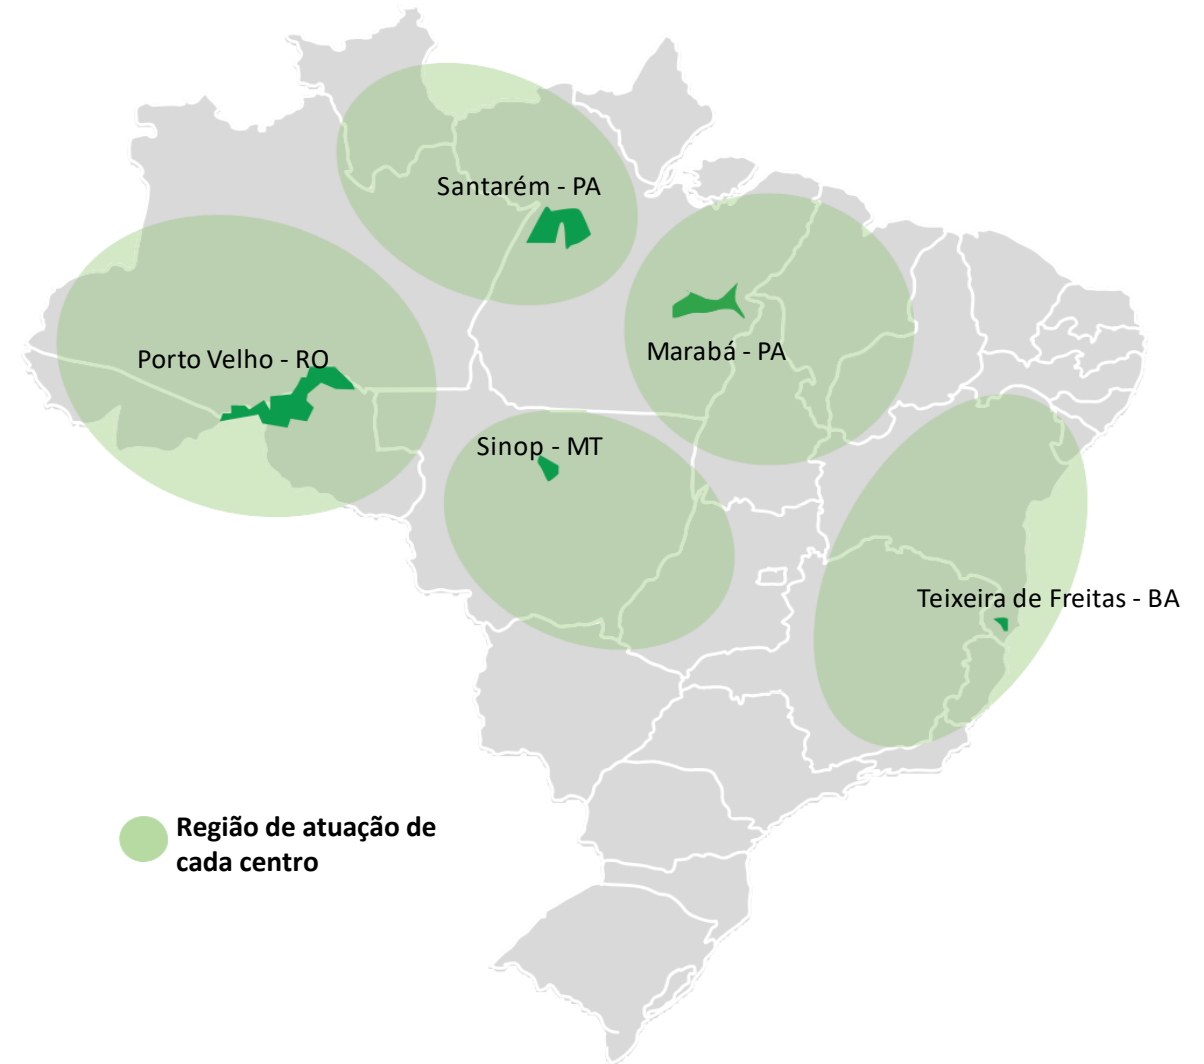 Santarém - PA
Porto Velho - RO
Marabá - PA
Sinop - MT
Teixeira de Freitas - BA
Região de atuação de
cada centro